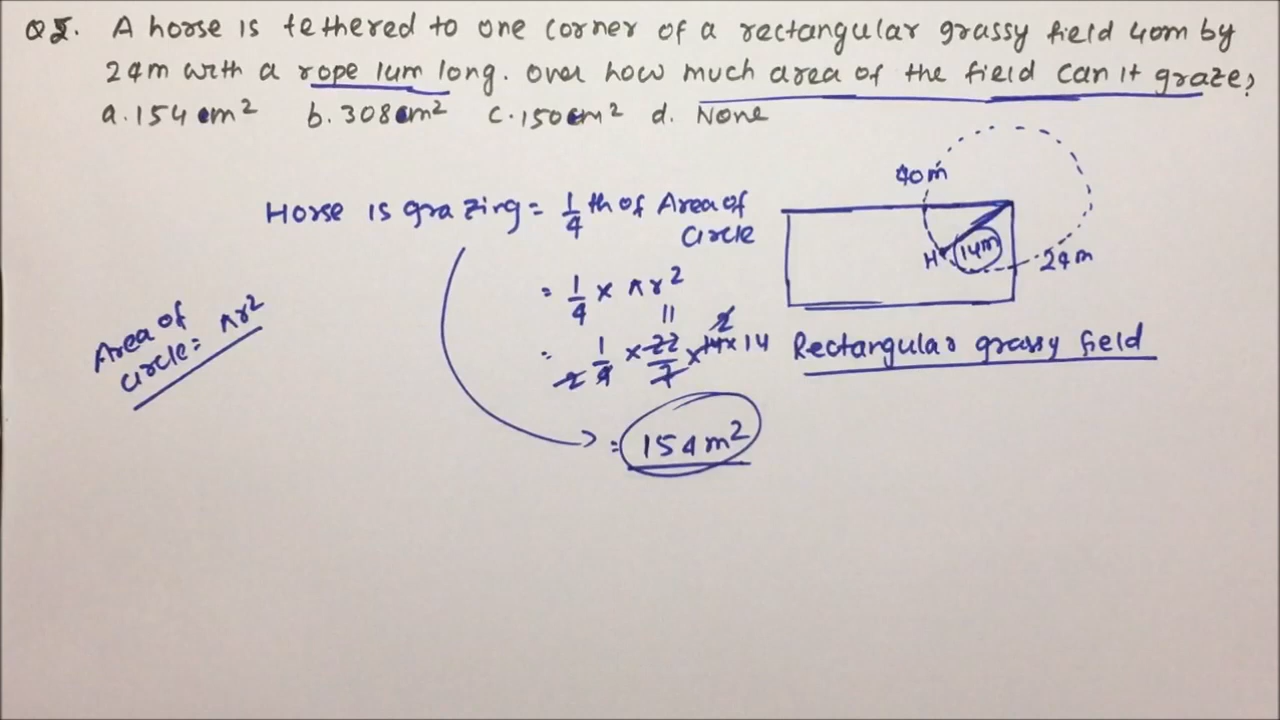 Q5. A horse is tethered to one corner of a rectangular grassy field 40m by
24m with a rope 14m long. over how much area of the field can it graze?
a. 154 m² b. 308 m² c. 150 m² d. None
40m
Horse is grazing = 1/4 th of Area of
circle
H 14m
24m
= 1/4 × πr²
Area of
circle = πr²
11 2
= 1/4 × 22/7 × 14 × 14
2
Rectangular grassy field
= 154 m²